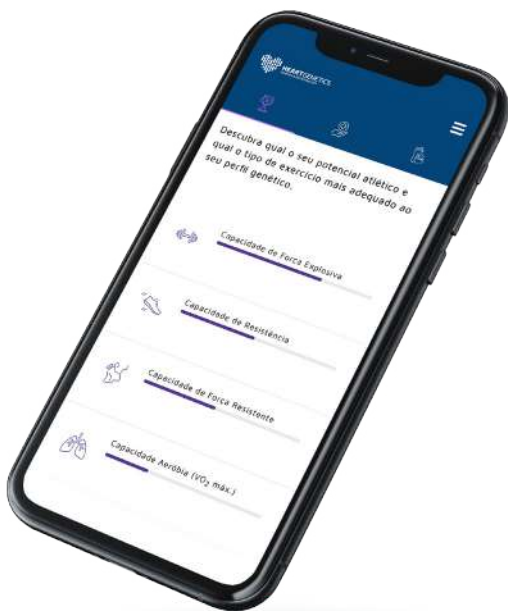 HEARTGENETICS
Descubra qual o seu potencial atlético e
qual o tipo de exercício mais adequado ao
seu perfil genético.
Capacidade de Força Explosiva
Capacidade de Resistência
Capacidade de Força Resistente
Capacidade Aeróbia (VO₂ máx.)